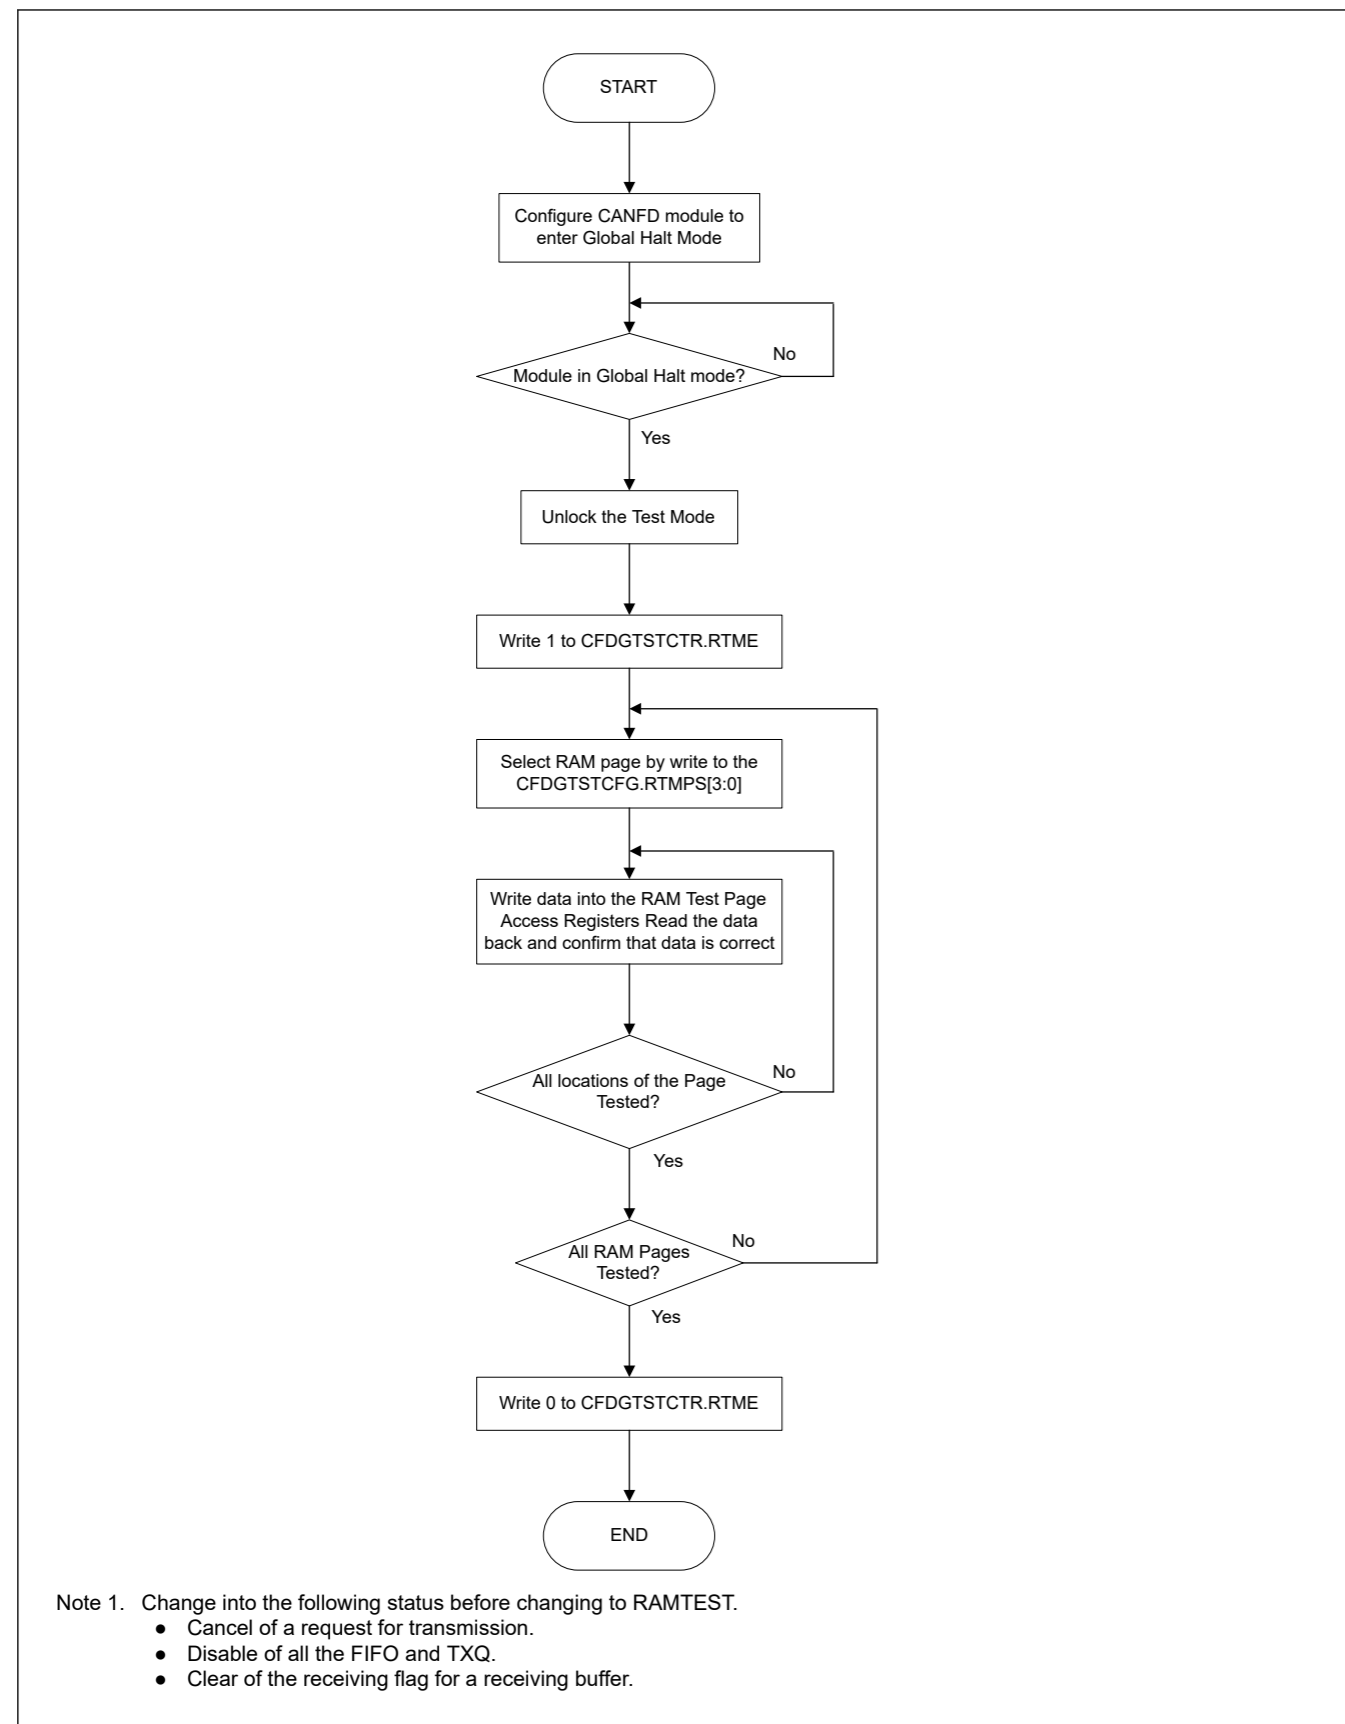 START
Configure CANFD module to
enter Global Halt Mode
Module in Global Halt mode?
No
Yes
Unlock the Test Mode
Write 1 to CFDGTSTCTR.RTME
Select RAM page by write to the
CFDGTSTCFG.RTMPS[3:0]
Write data into the RAM Test Page
Access Registers Read the data
back and confirm that data is correct
All locations of the Page
Tested?
No
Yes
All RAM Pages
Tested?
No
Yes
Write 0 to CFDGTSTCTR.RTME
END
Note 1. Change into the following status before changing to RAMTEST.
● Cancel of a request for transmission.
● Disable of all the FIFO and TXQ.
● Clear of the receiving flag for a receiving buffer.